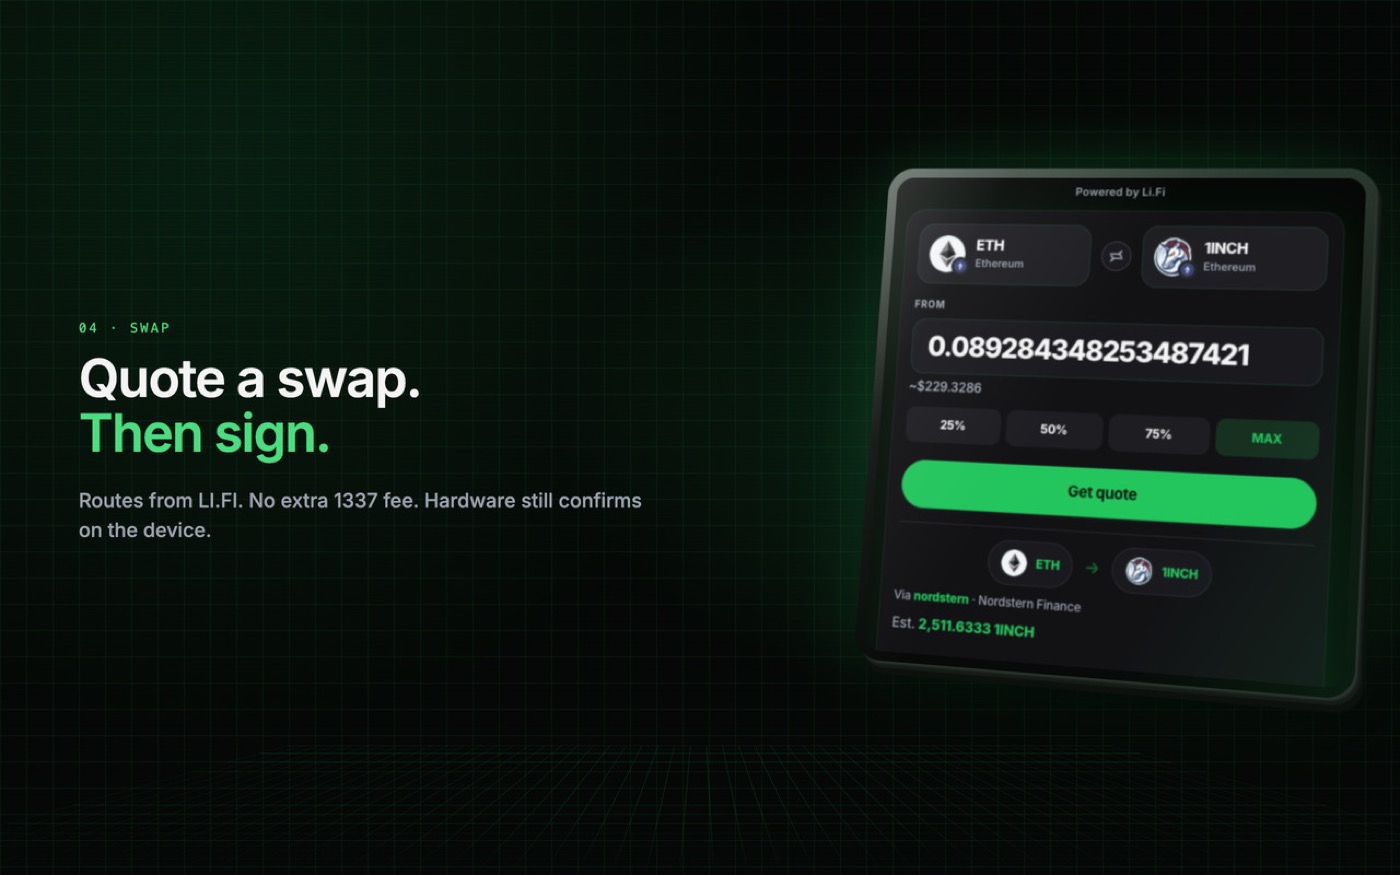 04 · SWAP
Quote a swap.
Then sign.
Routes from LI.FI. No extra 1337 fee. Hardware still confirms
on the device.
Powered by Li.Fi
ETH
Ethereum
1INCH
Ethereum
FROM
0.089284348253487421
~$229.3286
25%
50%
75%
MAX
Get quote
ETH → 1INCH
Via nordstern · Nordstern Finance
Est. 2,511.6333 1INCH